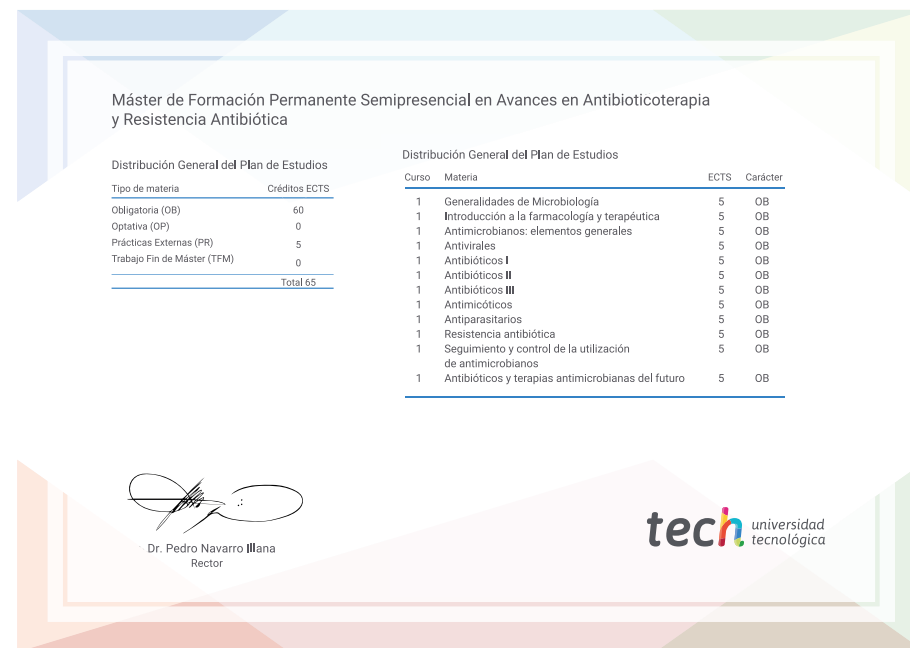 Máster de Formación Permanente Semipresencial en Avances en Antibioticoterapia
y Resistencia Antibiótica
Distribución General del Plan de Estudios
Tipo de materia Créditos ECTS
Obligatoria (OB) 60
Optativa (OP) 0
Prácticas Externas (PR) 5
Trabajo Fin de Máster (TFM) 0
Total 65
Distribución General del Plan de Estudios
Curso Materia ECTS Carácter
1 Generalidades de Microbiología 5 OB
1 Introducción a la farmacología y terapéutica 5 OB
1 Antimicrobianos: elementos generales 5 OB
1 Antivirales 5 OB
1 Antibióticos I 5 OB
1 Antibióticos II 5 OB
1 Antibióticos III 5 OB
1 Antimicóticos 5 OB
1 Antiparasitarios 5 OB
1 Resistencia antibiótica 5 OB
1 Seguimiento y control de la utilización 5 OB
de antimicrobianos
1 Antibióticos y terapias antimicrobianas del futuro 5 OB
Dr. Pedro Navarro Illana
Rector
tech universidad
tecnológica